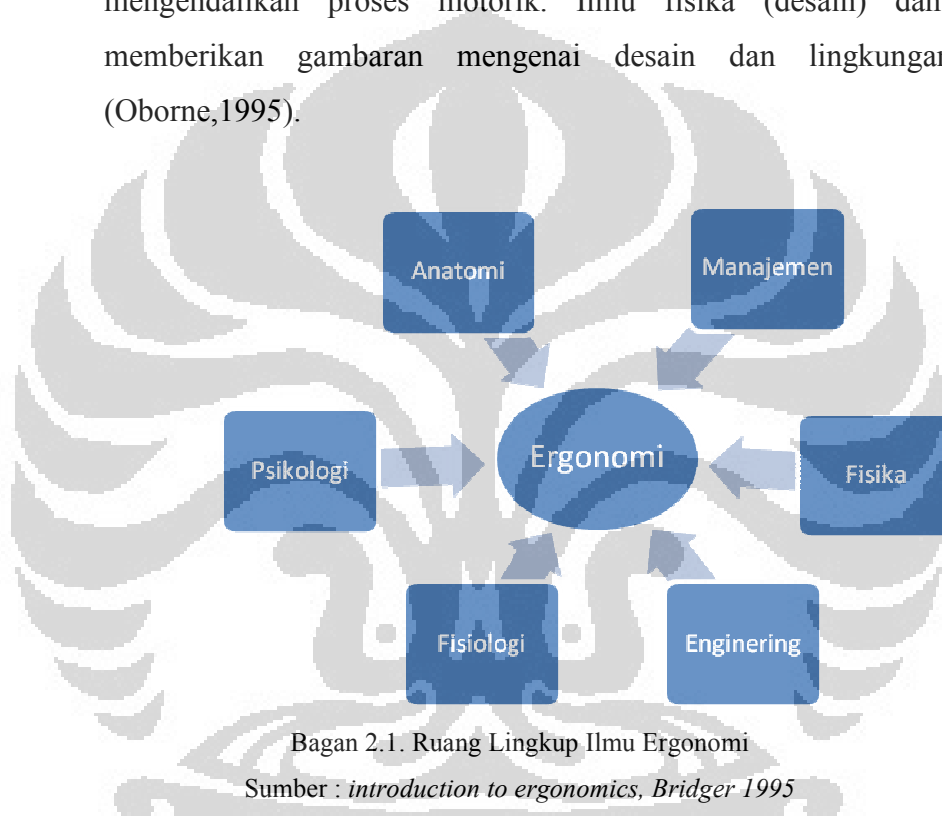 mengendalikan proses motorik. Ilmu fisika (desain) dan
memberikan gambaran mengenai desain dan lingkungan
(Oborne,1995).
Anatomi
Manajemen
Psikologi
Ergonomi
Fisika
Fisiologi
Enginering
Bagan 2.1. Ruang Lingkup Ilmu Ergonomi
Sumber : introduction to ergonomics, Bridger 1995